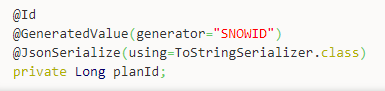 @Id
@GeneratedValue(generator="SNOWID")
@JsonSerialize(using=ToStringSerializer.class)
private Long planId;